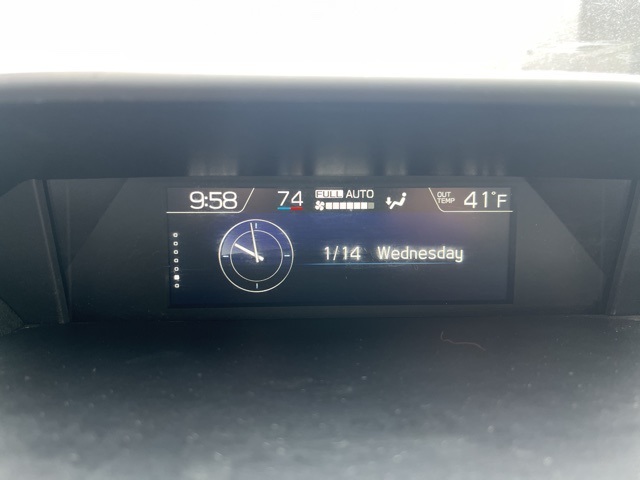 9:58 74 FULL AUTO OUT TEMP 41°F
1/14 Wednesday